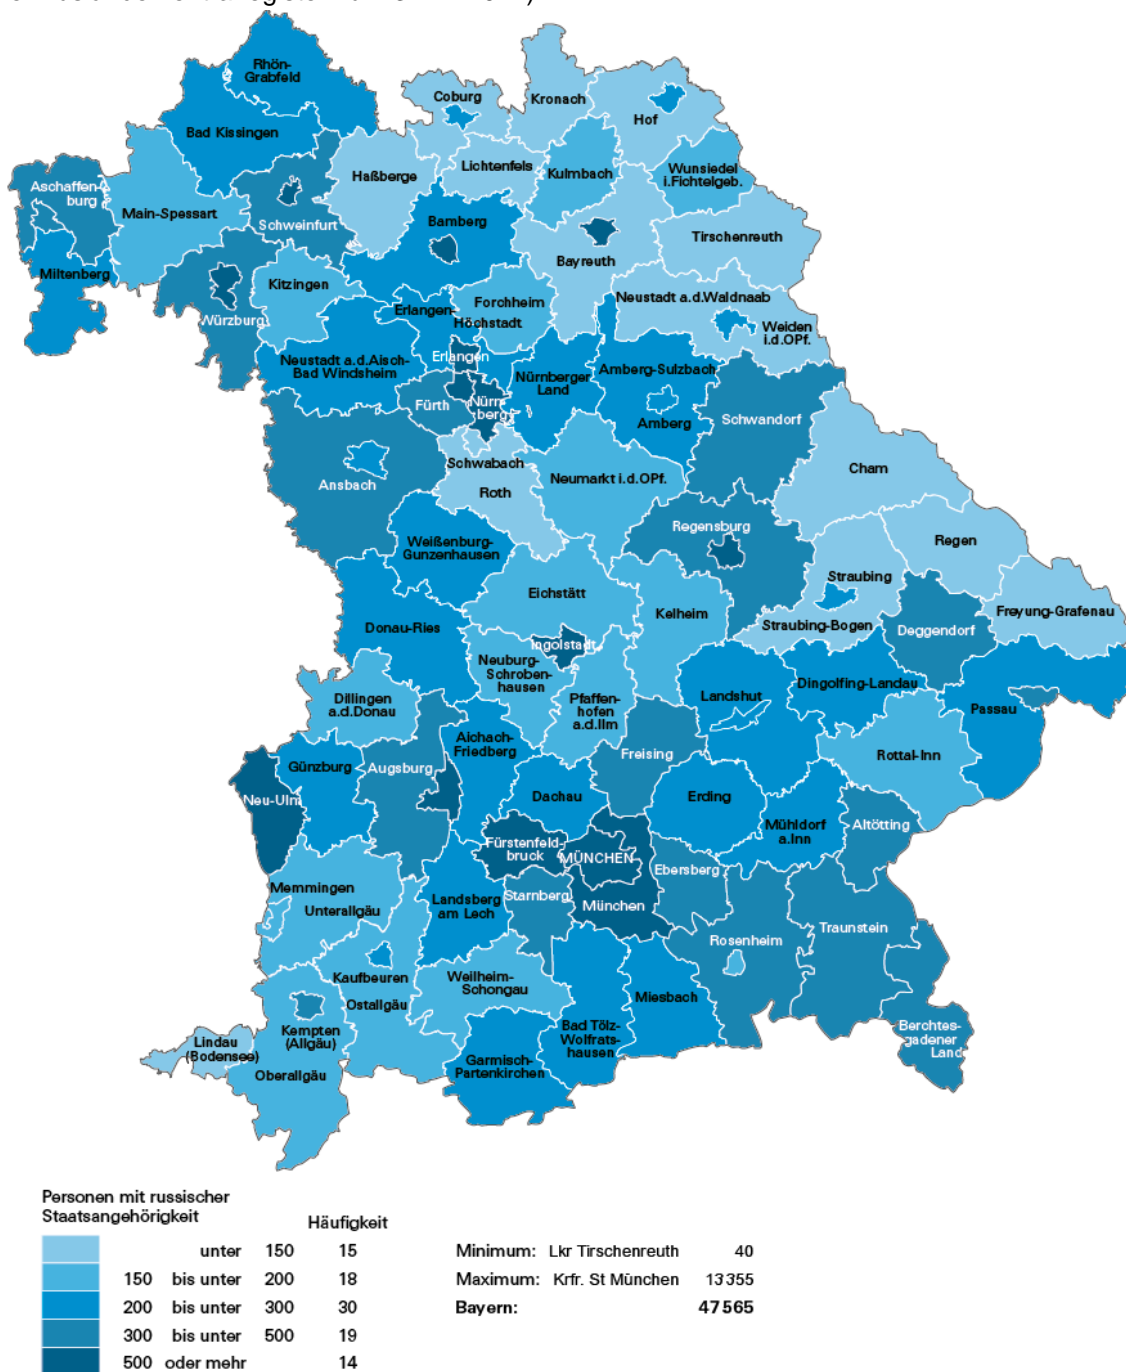 Rhön-
Grabfeld
Coburg
Kronach
Hof
Bad Kissingen
Lichtenfels
Kulmbach
Wunsiedel
i.Fichtelgeb.
Haßberge
Aschaffen-
burg
Main-Spessart
Schweinfurt
Bamberg
Tirschenreuth
Bayreuth
Miltenberg
Kitzingen
Würzburg
Forchheim
Erlangen-
Höchstadt
Neustadt a.d.Waldnaab
Weiden
i.d.OPf.
Erlangen
Neustadt a.d.Aisch-
Bad Windsheim
Nürnberger
Land
Amberg-Sulzbach
Fürth
Nürn-
berg
Amberg
Schwandorf
Schwabach
Roth
Neumarkt i.d.OPf.
Cham
Ansbach
Regensburg
Weißenburg-
Gunzenhausen
Regen
Straubing
Eichstätt
Kelheim
Freyung-Grafenau
Straubing-Bogen
Deggendorf
Donau-Ries
Ingolstadt
Neuburg-
Schroben-
hausen
Dingolfing-Landau
Landshut
Passau
Dillingen
a.d.Donau
Pfaffen-
hofen
a.d.Ilm
Aichach-
Friedberg
Freising
Rottal-Inn
Günzburg
Augsburg
Neu-Ulm
Dachau
Erding
Mühldorf
a.Inn
Altötting
Fürstenfeld-
bruck
MÜNCHEN
Ebersberg
Memmingen
Unterallgäu
Landsberg
am Lech
Starnberg
München
Traunstein
Rosenheim
Kaufbeuren
Weilheim-
Schongau
Miesbach
Ostallgäu
Kempten
(Allgäu)
Bad Tölz-
Wolfrats-
hausen
Berchtes-
gadener
Land
Lindau
(Bodensee)
Oberallgäu
Garmisch-
Partenkirchen
Personen mit russischer
Staatsangehörigkeit Häufigkeit
unter 150 15 Minimum: Lkr Tirschenreuth 40
150 bis unter 200 18 Maximum: Krfr. St München 13 355
200 bis unter 300 30 Bayern: 47 565
300 bis unter 500 19
500 oder mehr 14